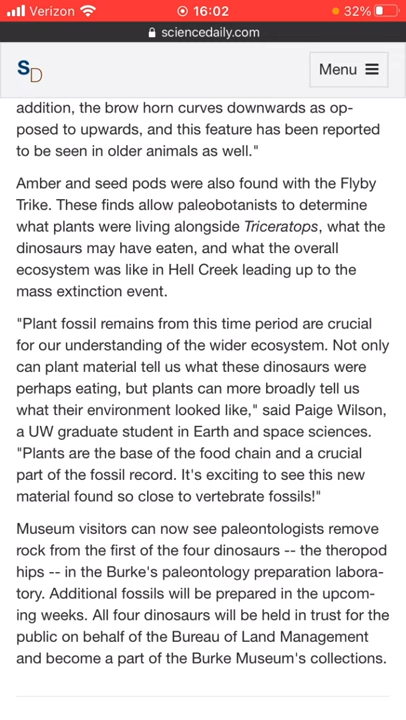 Verizon 16:02 32%
sciencedaily.com
SD Menu
addition, the brow horn curves downwards as op-
posed to upwards, and this feature has been reported
to be seen in older animals as well."
Amber and seed pods were also found with the Flyby
Trike. These finds allow paleobotanists to determine
what plants were living alongside Triceratops, what the
dinosaurs may have eaten, and what the overall
ecosystem was like in Hell Creek leading up to the
mass extinction event.
"Plant fossil remains from this time period are crucial
for our understanding of the wider ecosystem. Not only
can plant material tell us what these dinosaurs were
perhaps eating, but plants can more broadly tell us
what their environment looked like," said Paige Wilson,
a UW graduate student in Earth and space sciences.
"Plants are the base of the food chain and a crucial
part of the fossil record. It's exciting to see this new
material found so close to vertebrate fossils!"
Museum visitors can now see paleontologists remove
rock from the first of the four dinosaurs -- the theropod
hips -- in the Burke's paleontology preparation labora-
tory. Additional fossils will be prepared in the upcom-
ing weeks. All four dinosaurs will be held in trust for the
public on behalf of the Bureau of Land Management
and become a part of the Burke Museum's collections.